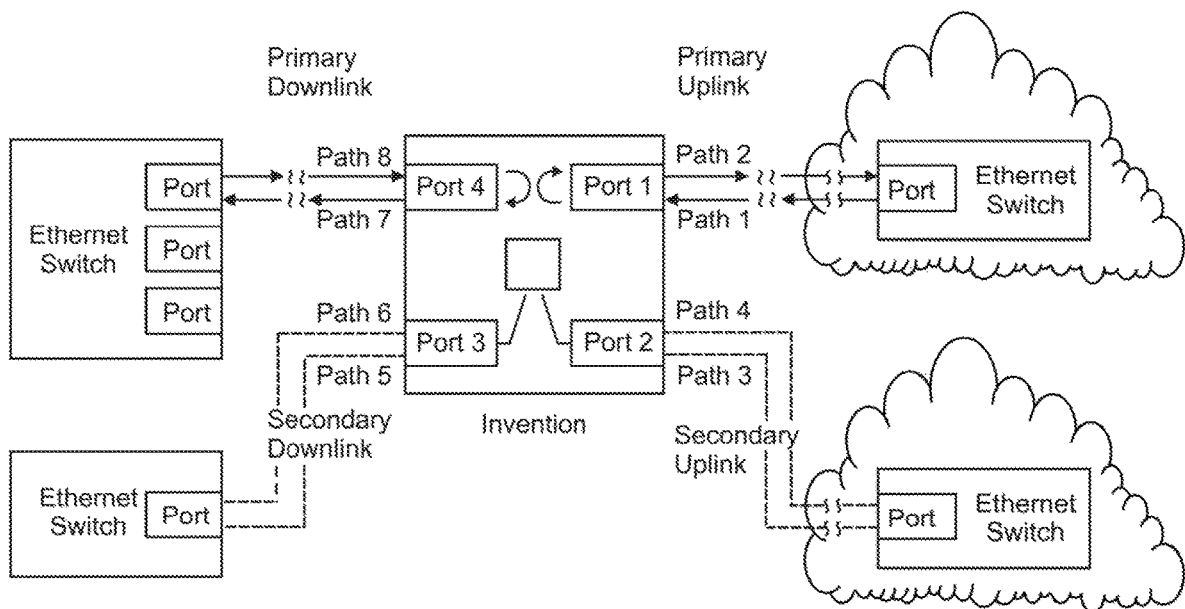 Primary
Downlink
Primary
Uplink
Path 8
Path 2
Port
Port 4
Port 1
Port
Ethernet
Switch
Path 7
Path 1
Ethernet
Switch
Port
Port
Path 6
Path 4
Port 3
Port 2
Path 5
Path 3
Secondary
Downlink
Invention
Secondary
Uplink
Ethernet
Switch
Port
Port
Ethernet
Switch